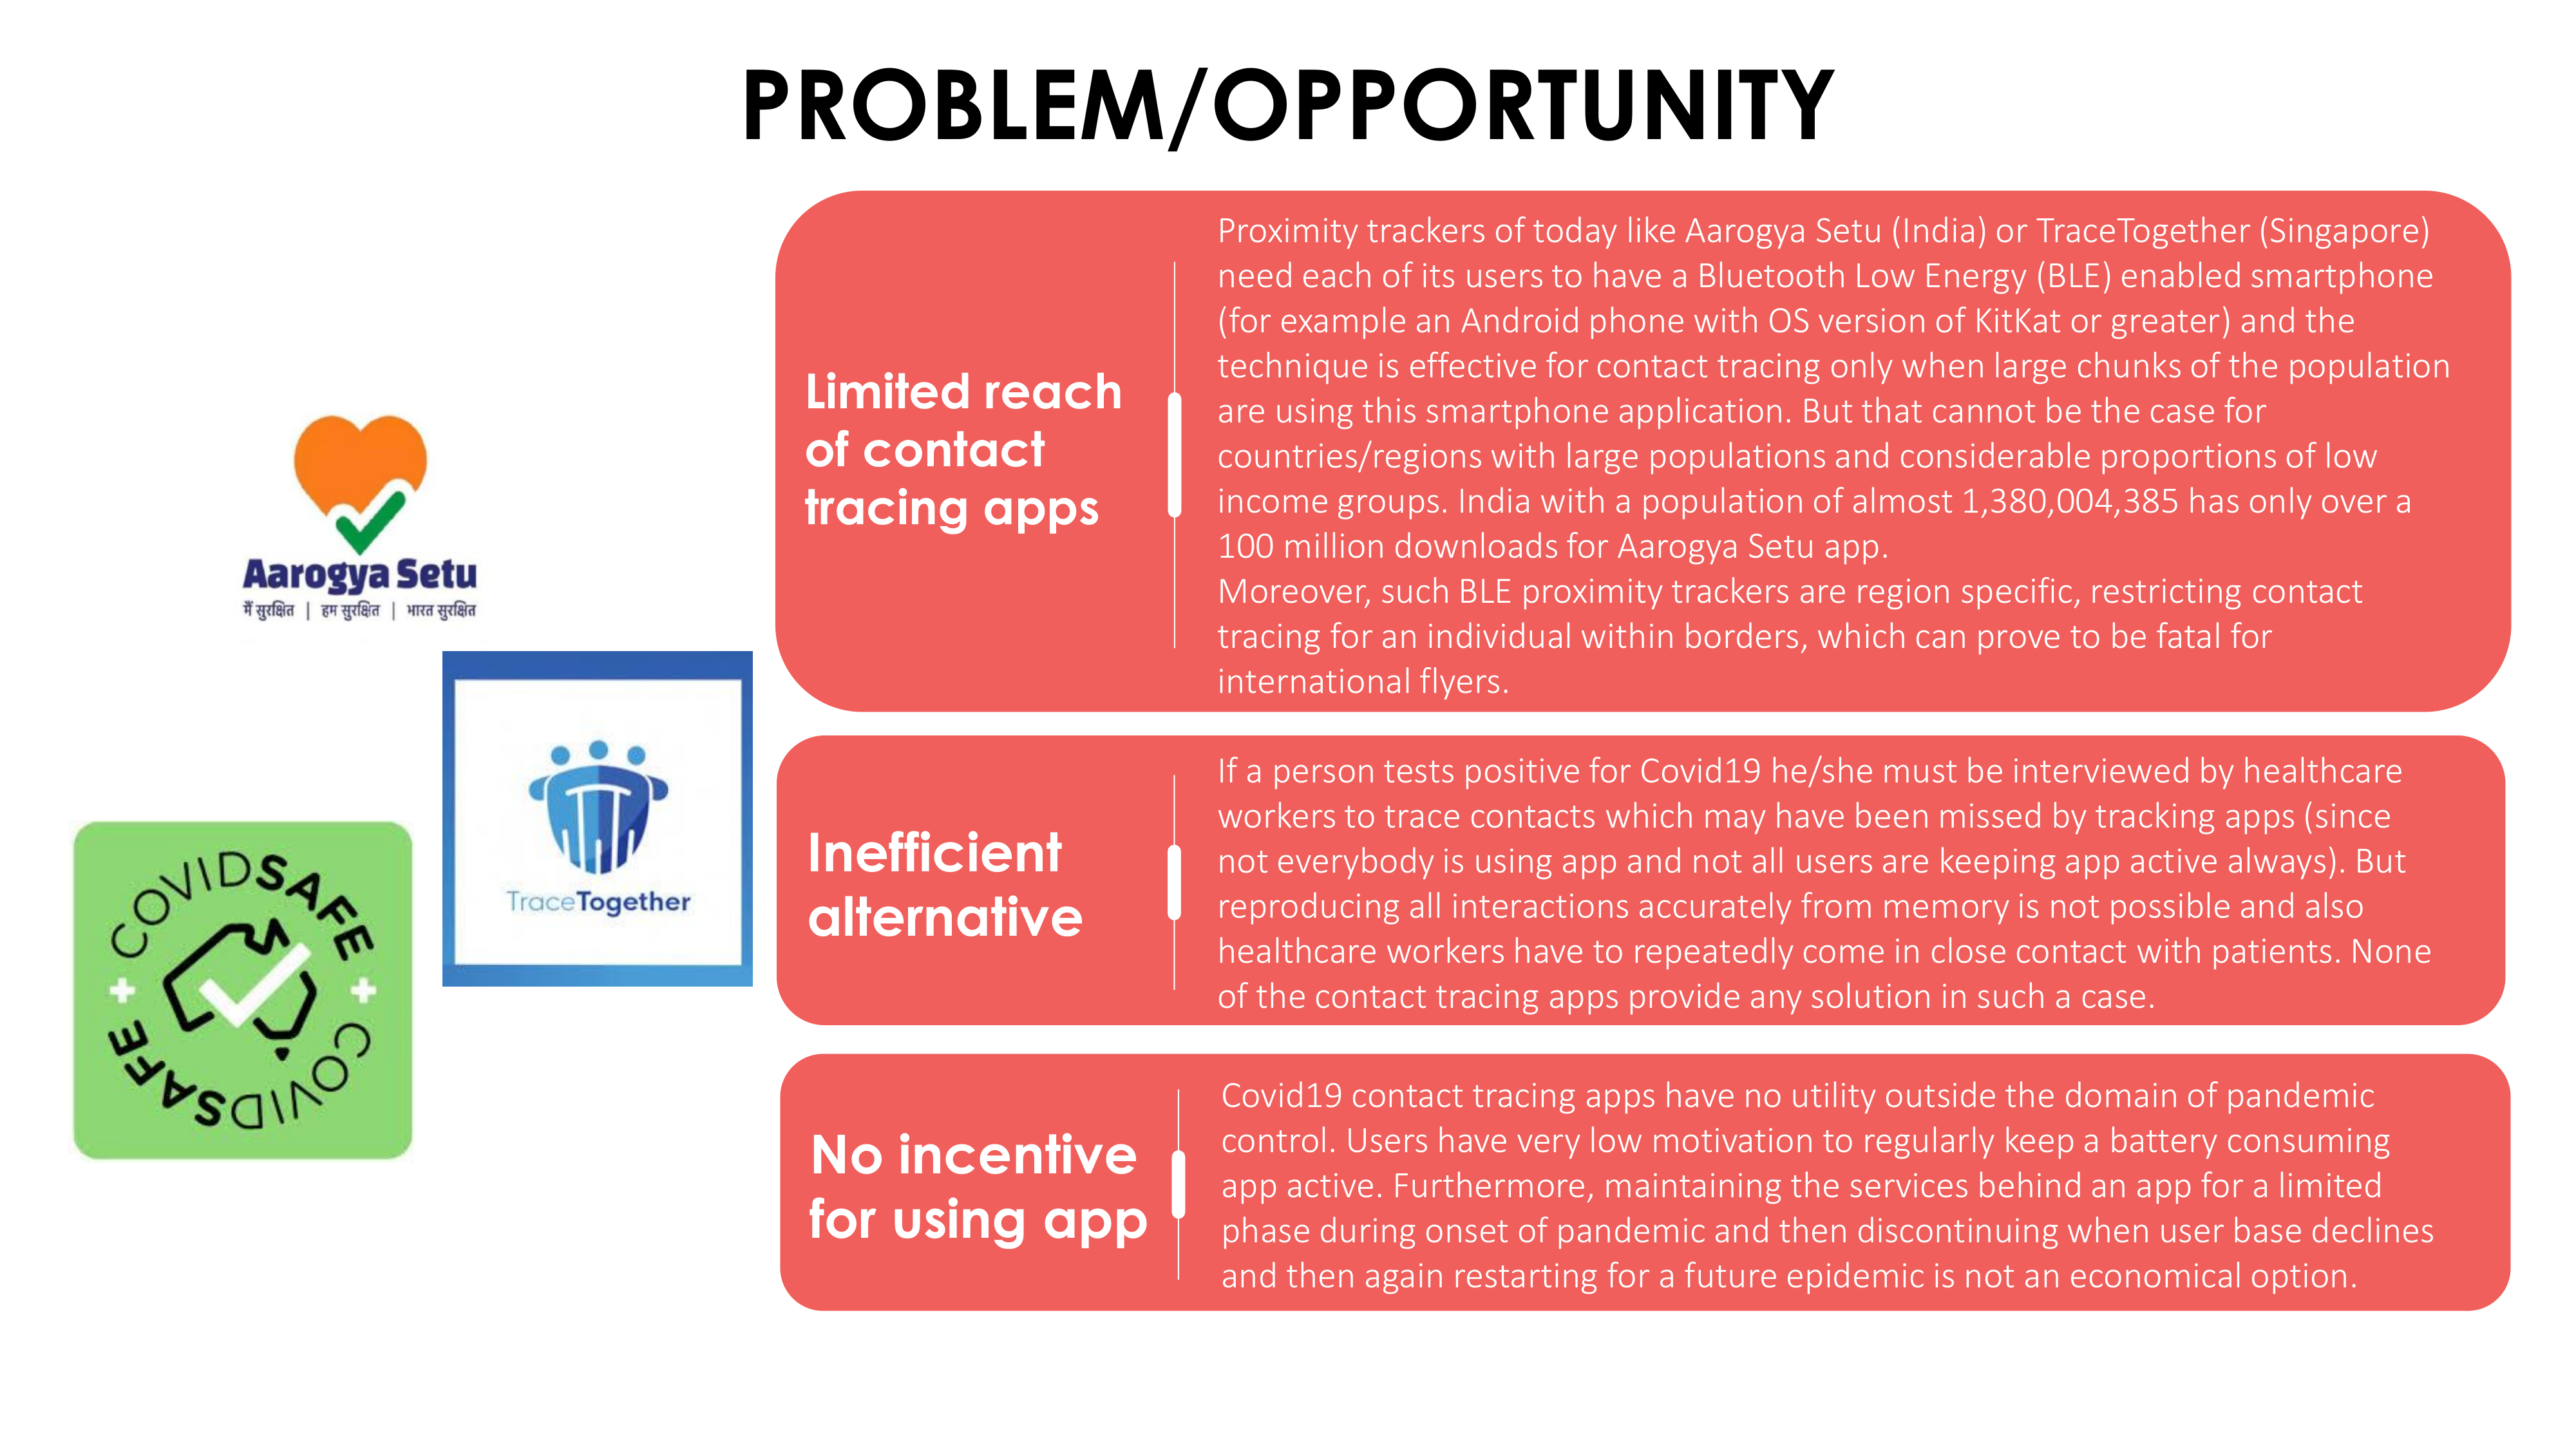 PROBLEM/OPPORTUNITY
Limited reach
of contact
tracing apps
Proximity trackers of today like Aarogya Setu (India) or TraceTogether (Singapore)
need each of its users to have a Bluetooth Low Energy (BLE) enabled smartphone
(for example an Android phone with OS version of KitKat or greater) and the
technique is effective for contact tracing only when large chunks of the population
are using this smartphone application. But that cannot be the case for
countries/regions with large populations and considerable proportions of low
income groups. India with a population of almost 1,380,004,385 has only over a
100 million downloads for Aarogya Setu app.
Moreover, such BLE proximity trackers are region specific, restricting contact
tracing for an individual within borders, which can prove to be fatal for
international flyers.
Aarogya Setu
मैं सुरक्षित | हम सुरक्षित | भारत सुरक्षित
TraceTogether
COVIDSAFE
COVIDSAFE
Inefficient
alternative
If a person tests positive for Covid19 he/she must be interviewed by healthcare
workers to trace contacts which may have been missed by tracking apps (since
not everybody is using app and not all users are keeping app active always). But
reproducing all interactions accurately from memory is not possible and also
healthcare workers have to repeatedly come in close contact with patients. None
of the contact tracing apps provide any solution in such a case.
No incentive
for using app
Covid19 contact tracing apps have no utility outside the domain of pandemic
control. Users have very low motivation to regularly keep a battery consuming
app active. Furthermore, maintaining the services behind an app for a limited
phase during onset of pandemic and then discontinuing when user base declines
and then again restarting for a future epidemic is not an economical option.